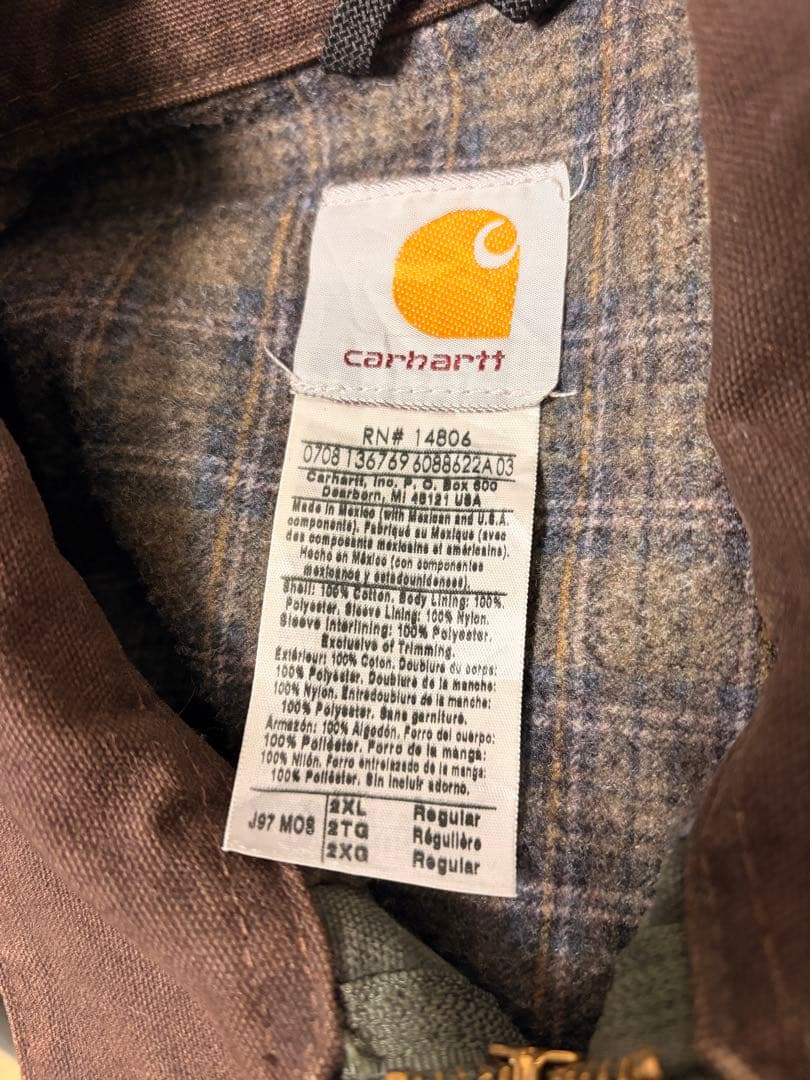 carhartt
RN# 14806
0708 136769 6088622A 03
Carhartt, Inc. P. O. Box 600
Dearborn, MI 48121 USA
Made in Mexico (with Mexican and U.S.A.
components). Fabriqué au Mexique (avec
des composants mexicains et américains).
Hecho en México (con componentes
mexicanos y estadounidenses).
Shell: 100% Cotton. Body Lining: 100%
Polyester. Sleeve Lining: 100% Nylon.
Sleeve Interlining: 100% Polyester.
Exclusive of Trimming.
Extérieur: 100% Coton. Doublure du corps:
100% Polyester. Doublure de la manche:
100% Nylon. Entredoublure de la manche:
100% Polyester. Sans garniture.
Armazón: 100% Algodón. Forro del cuerpo:
100% Poliéster. Forro de la manga:
100% Nilón. Forro entrelazado de la manga:
100% Poliéster. Sin incluir adorno.
J97 MOS
2XL Regular
2TG Régulière
2XG Regular